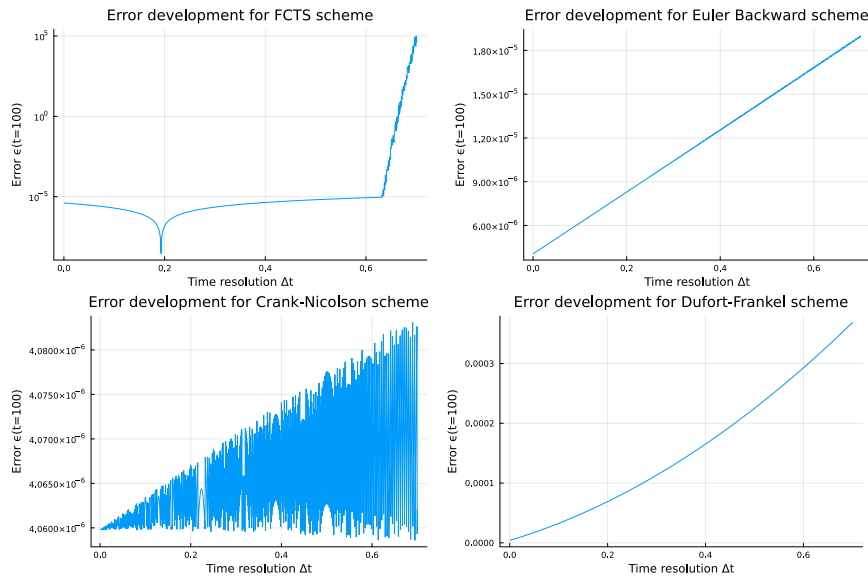 Error development for FCTS scheme
Error ϵ(t=100)
10⁵
10⁰
10⁻⁵
0.0
0.2
0.4
0.6
Time resolution Δt
Error development for Euler Backward scheme
Error ϵ(t=100)
1.80×10⁻⁵
1.50×10⁻⁵
1.20×10⁻⁵
9.00×10⁻⁶
6.00×10⁻⁶
0.0
0.2
0.4
0.6
Time resolution Δt
Error development for Crank-Nicolson scheme
Error ϵ(t=100)
4.0800×10⁻⁶
4.0750×10⁻⁶
4.0700×10⁻⁶
4.0650×10⁻⁶
4.0600×10⁻⁶
0.0
0.2
0.4
0.6
Time resolution Δt
Error development for Dufort-Frankel scheme
Error ϵ(t=100)
0.0003
0.0002
0.0001
0.0000
0.0
0.2
0.4
0.6
Time resolution Δt